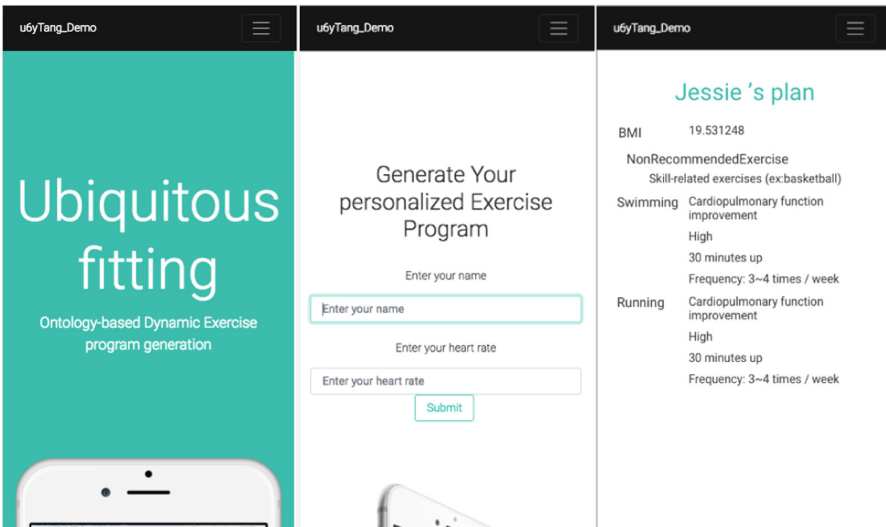 u6yTang_Demo
Ubiquitous
fitting
Ontology-based Dynamic Exercise
program generation
u6yTang_Demo
Generate Your
personalized Exercise
Program
Enter your name
Enter your name
Enter your heart rate
Enter your heart rate
Submit
u6yTang_Demo
Jessie 's plan
BMI 19.531248
NonRecommendedExercise
Skill-related exercises (ex:basketball)
Swimming Cardiopulmonary function
improvement
High
30 minutes up
Frequency: 3~4 times / week
Running Cardiopulmonary function
improvement
High
30 minutes up
Frequency: 3~4 times / week